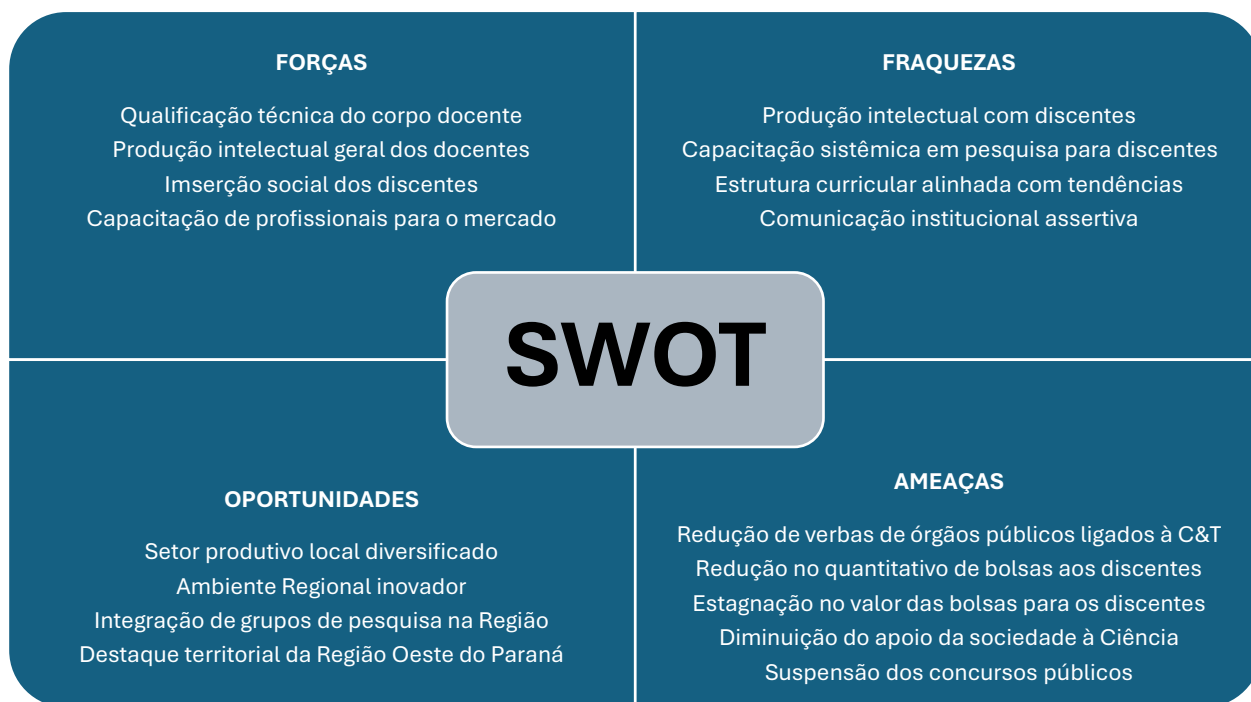 FORÇAS
Qualificação técnica do corpo docente
Produção intelectual geral dos docentes
Imserção social dos discentes
Capacitação de profissionais para o mercado
FRAQUEZAS
Produção intelectual com discentes
Capacitação sistêmica em pesquisa para discentes
Estrutura curricular alinhada com tendências
Comunicação institucional assertiva
SWOT
OPORTUNIDADES
Setor produtivo local diversificado
Ambiente Regional inovador
Integração de grupos de pesquisa na Região
Destaque territorial da Região Oeste do Paraná
AMEAÇAS
Redução de verbas de órgãos públicos ligados à C&T
Redução no quantitativo de bolsas aos discentes
Estagnação no valor das bolsas para os discentes
Diminuição do apoio da sociedade à Ciência
Suspensão dos concursos públicos